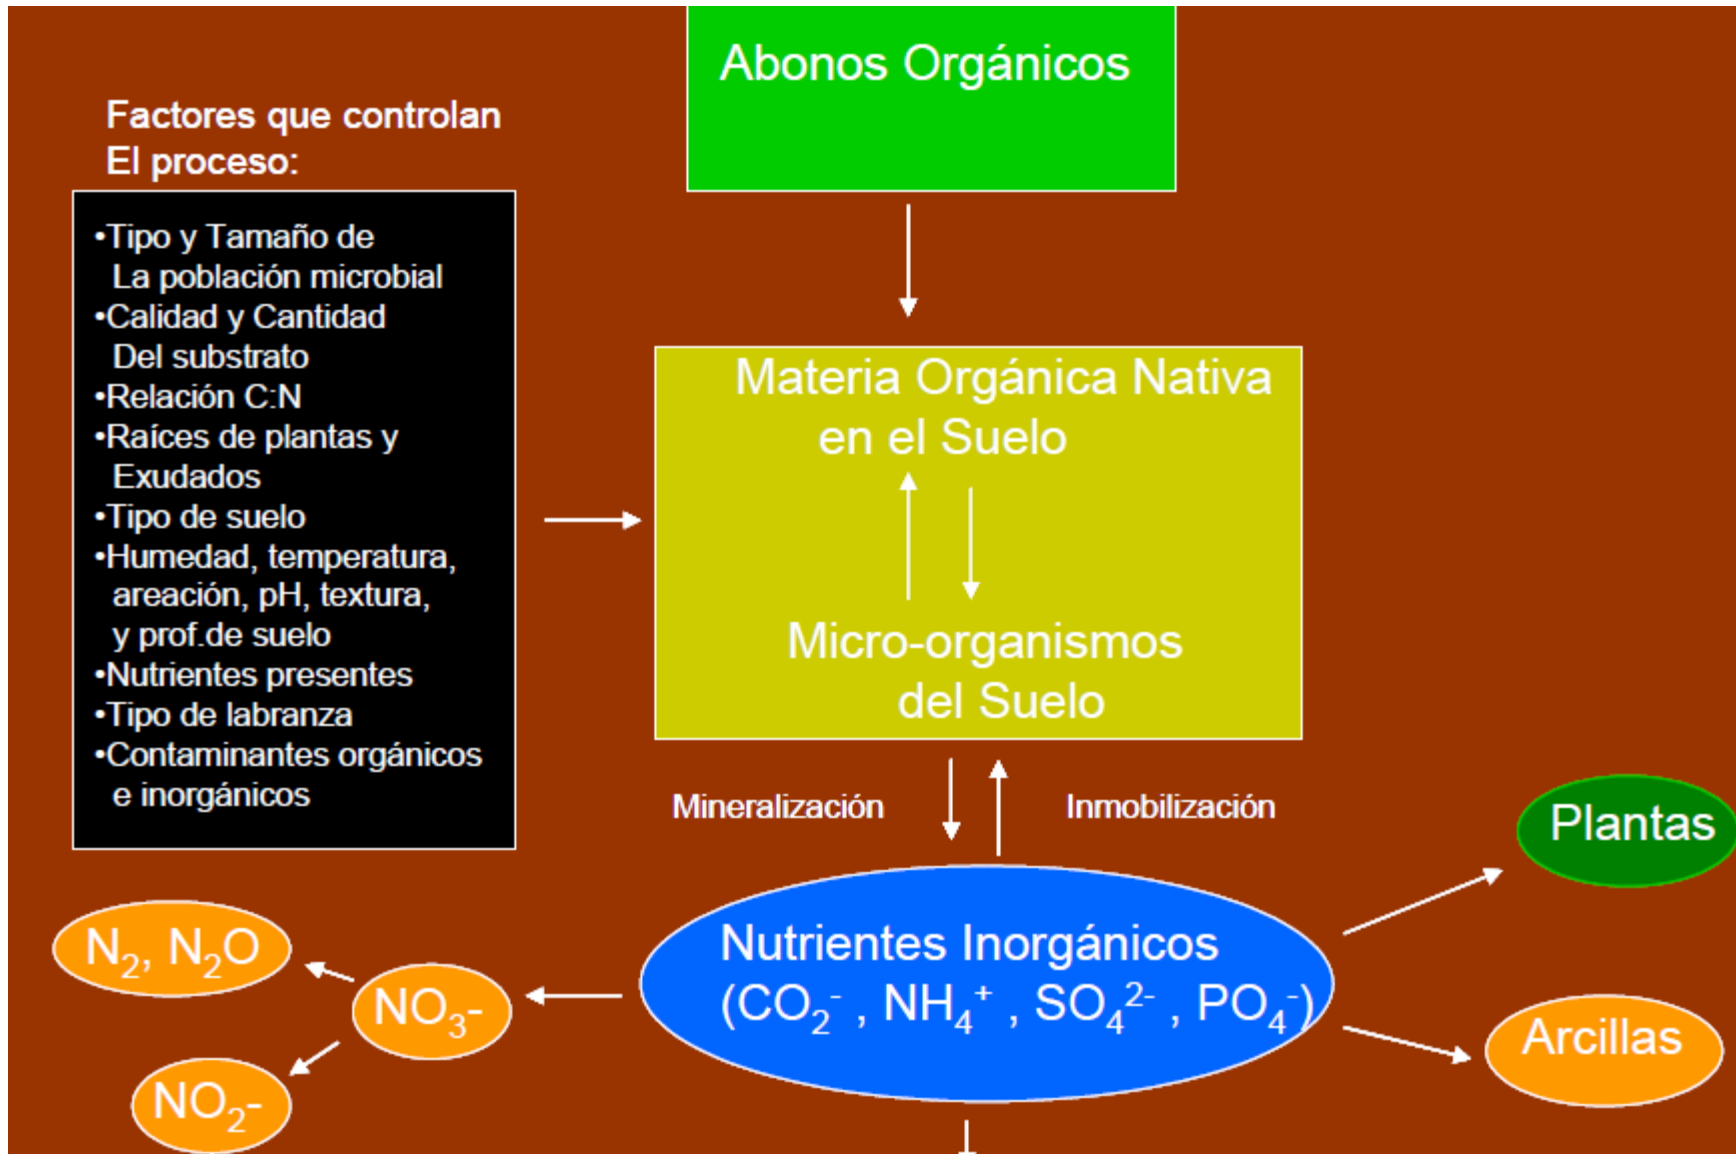 Abonos Orgánicos
Factores que controlan
El proceso:
•Tipo y Tamaño de
La población microbial
•Calidad y Cantidad
Del substrato
•Relación C:N
•Raíces de plantas y
Exudados
•Tipo de suelo
•Humedad, temperatura,
areación, pH, textura,
y prof.de suelo
•Nutrientes presentes
•Tipo de labranza
•Contaminantes orgánicos
e inorgánicos
Materia Orgánica Nativa
en el Suelo
Micro-organismos
del Suelo
Mineralización
Inmobilización
Plantas
Nutrientes Inorgánicos
(CO₂⁻ , NH₄⁺ , SO₄²⁻ , PO₄⁻)
N₂, N₂O
NO₃-
NO₂-
Arcillas